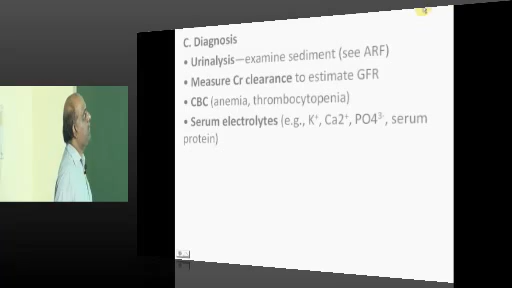 C. Diagnosis
• Urinalysis—examine sediment (see ARF)
• Measure Cr clearance to estimate GFR
• CBC (anemia, thrombocytopenia)
• Serum electrolytes (e.g., K⁺, Ca2⁺, PO4³⁻, serum
protein)